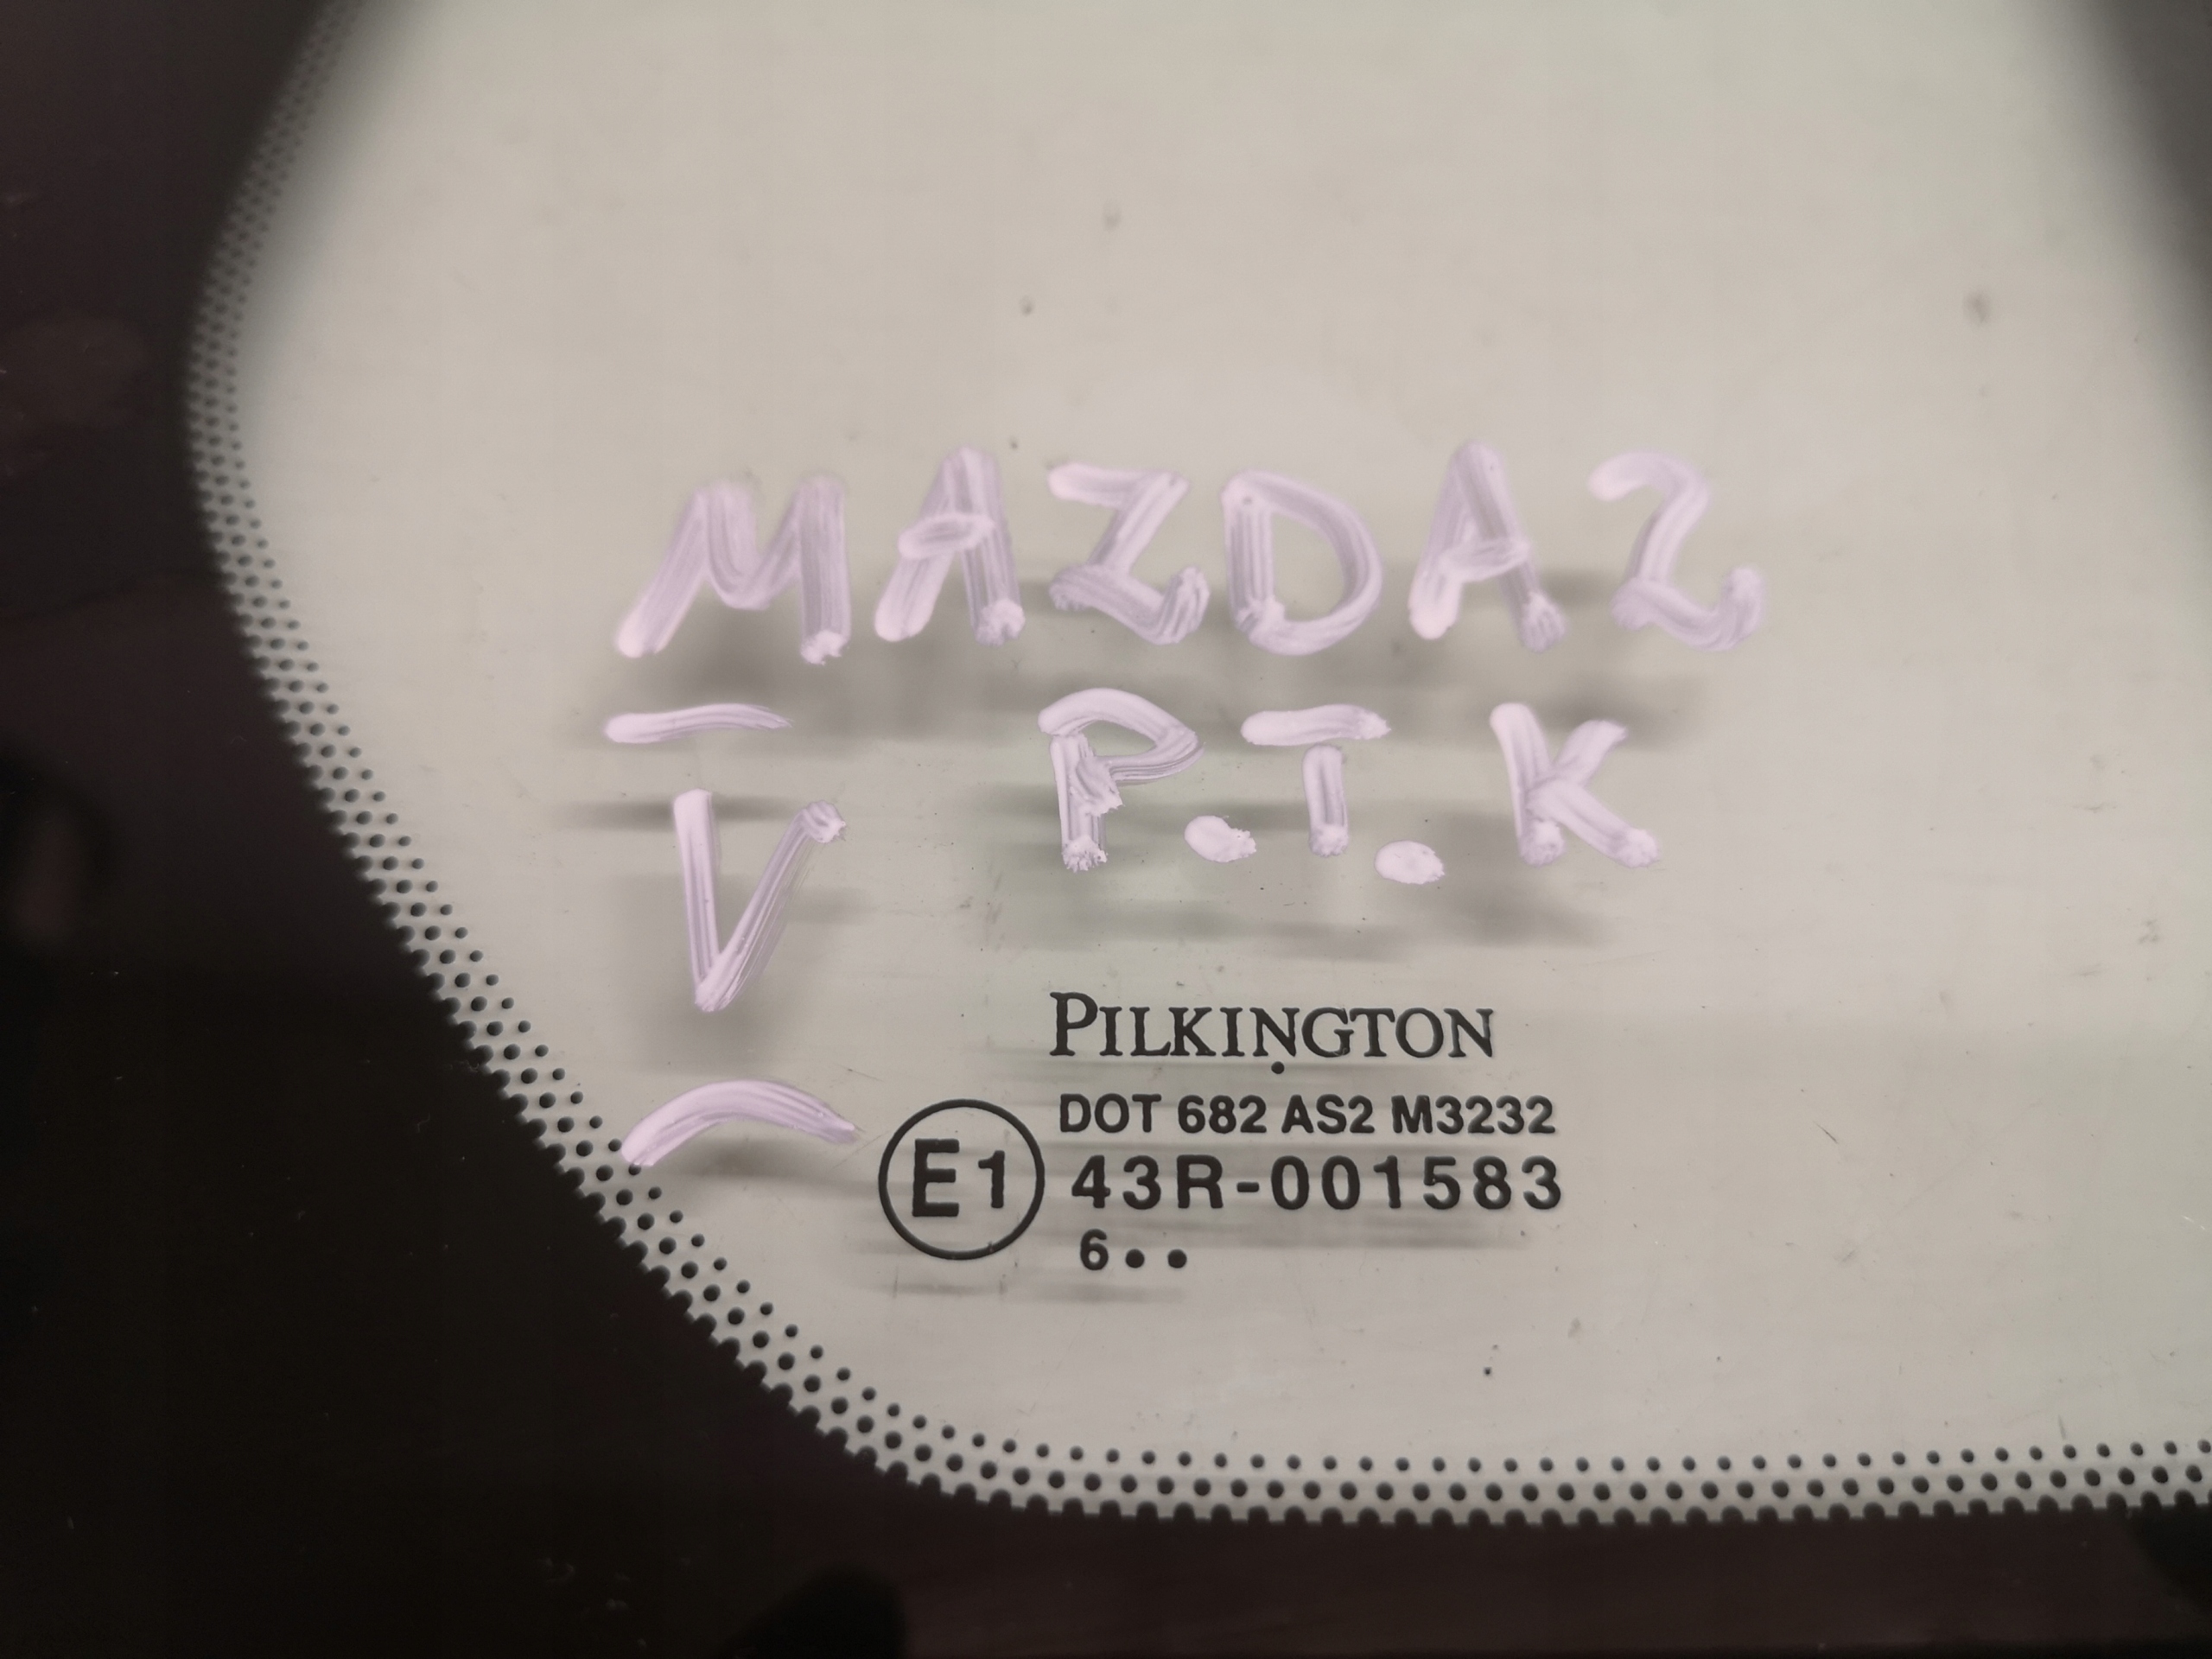 MAZDA2
V P.T.K
PILKINGTON
DOT 682 AS2 M3232
E1 43R-001583
6••